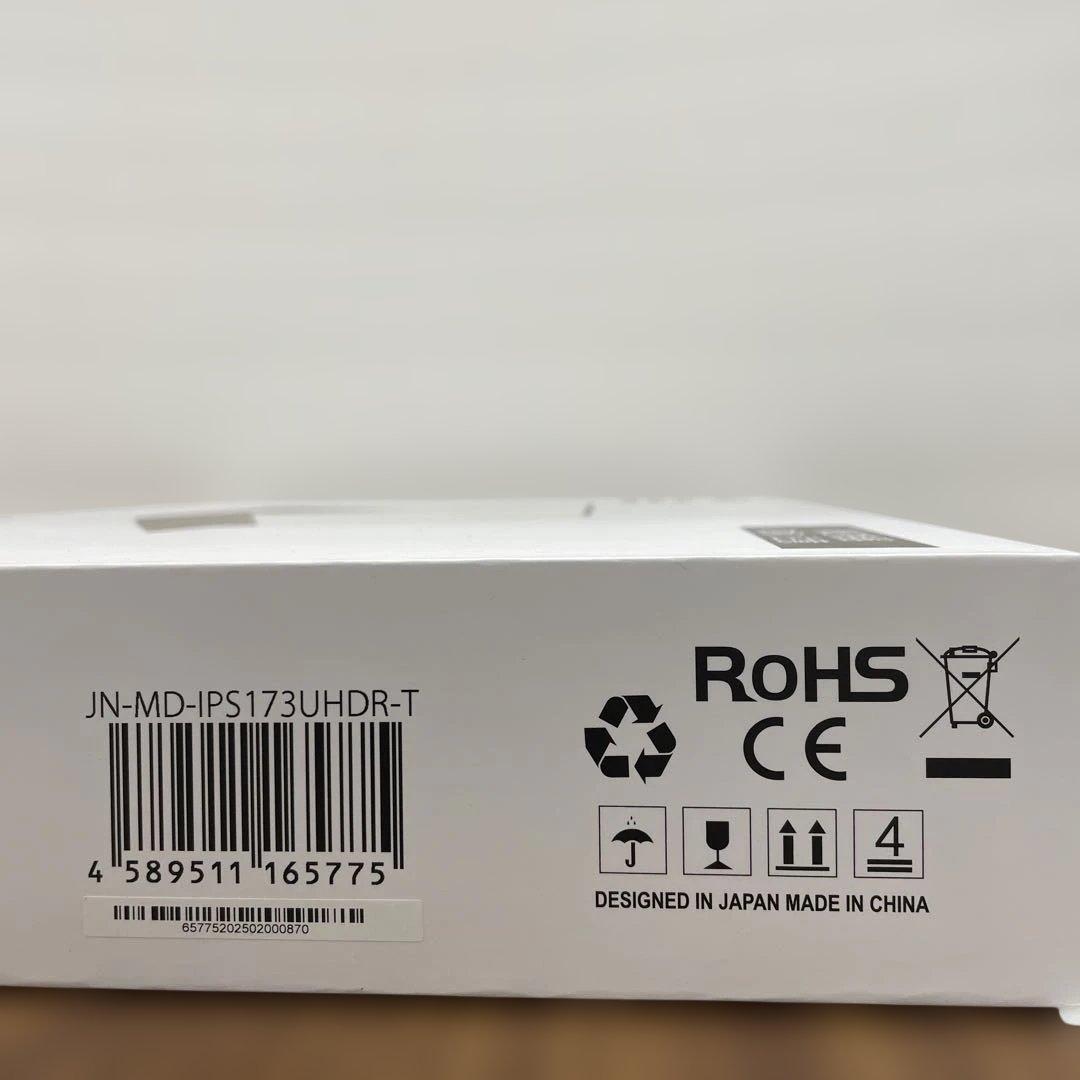 JN-MD-IPS173UHDR-T
4 589511 165775
65775202502000870
RoHS
CE
4
DESIGNED IN JAPAN MADE IN CHINA